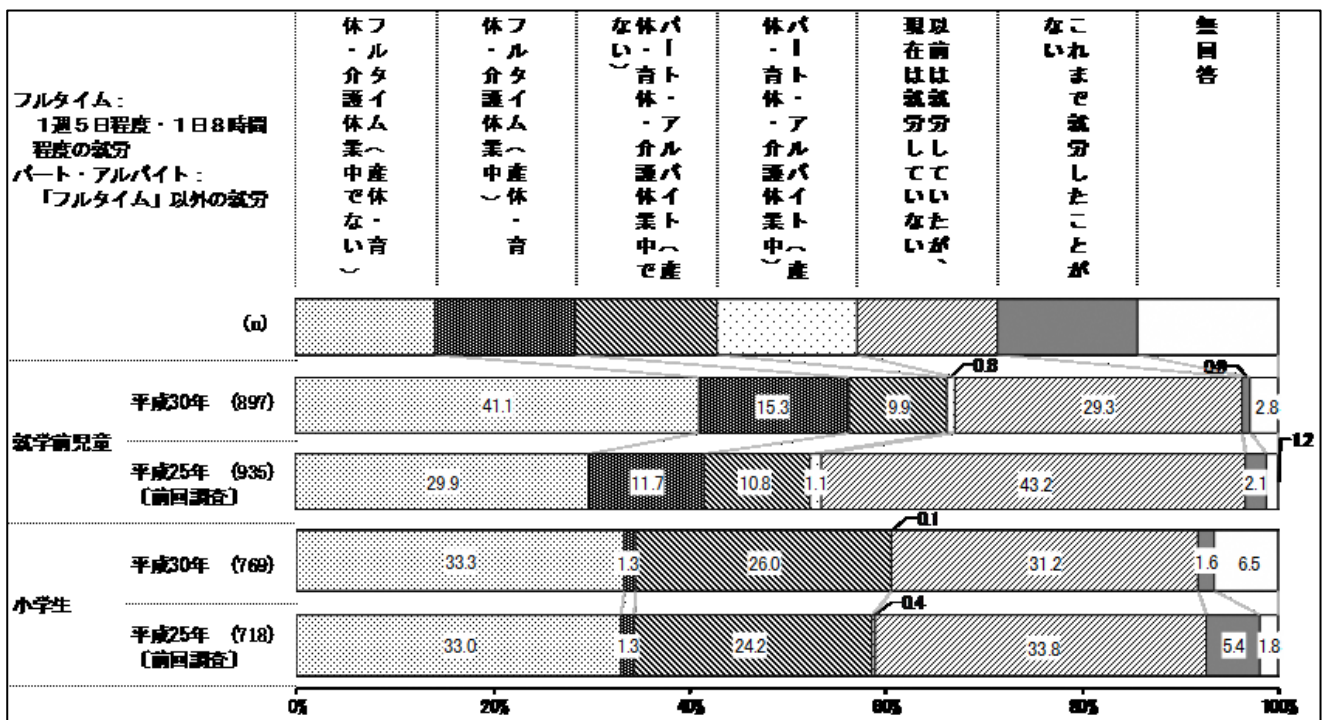 フルタイム：
1週5日程度・1日8時間
程度の就労
パート・アルバイト：
「フルタイム」以外の就労
フルタイム（産休・育
休・介護休業中でない）
フルタイム（産休・育
休・介護休業中）
パート・アルバイト（産
休・育休・介護休業中で
ない）
パート・アルバイト（産
休・育休・介護休業中）
以前は就労していたが、
現在は就労していない
これまで就労したことが
ない
無回答
(n)
就学前児童
平成30年 (897)
41.1 15.3 9.9 0.8 29.3 0.9 2.8
平成25年 (935)
〔前回調査〕
29.9 11.7 10.8 1.1 43.2 2.1 1.2
小学生
平成30年 (769)
33.3 1.3 26.0 0.1 31.2 1.6 6.5
平成25年 (718)
〔前回調査〕
33.0 1.3 24.2 0.4 33.8 5.4 1.8
0% 20% 40% 60% 80% 100%